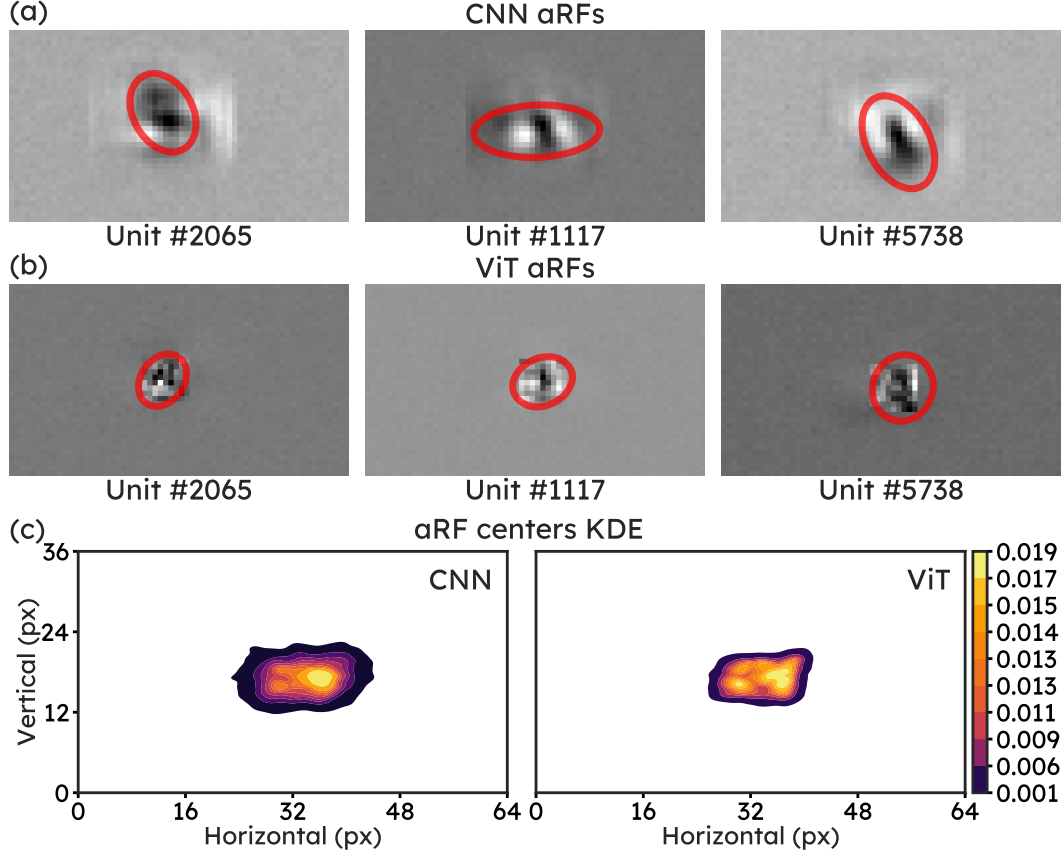 (a) CNN aRFs
Unit #2065 Unit #1117 Unit #5738
(b) ViT aRFs
Unit #2065 Unit #1117 Unit #5738
(c) aRF centers KDE
36 CNN ViT 0.019
0.017
0.015
24 0.014
0.013
0.013
12 0.011
0.009
0.006
0 0.001
0 16 32 48 64 0 16 32 48 64
Vertical (px)
Horizontal (px) Horizontal (px)